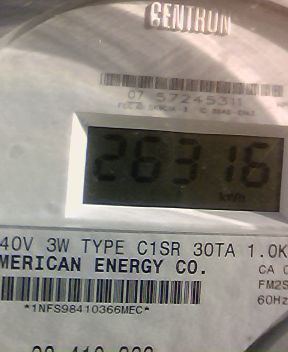 CENTRON
07 57245311
26316
kWh
40V 3W TYPE C1SR 30TA 1.0K
MERICAN ENERGY CO.
CA 0
FM2S
60Hz
*1NFS98410366MEC*